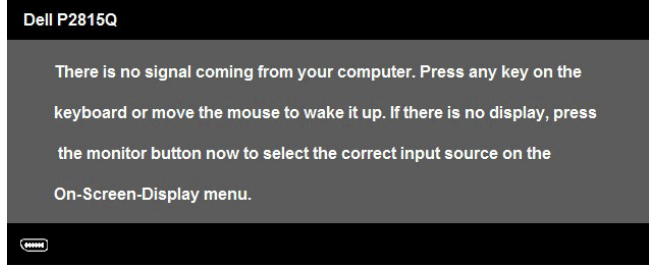 Dell P2815Q
There is no signal coming from your computer. Press any key on the
keyboard or move the mouse to wake it up. If there is no display, press
the monitor button now to select the correct input source on the
On-Screen-Display menu.